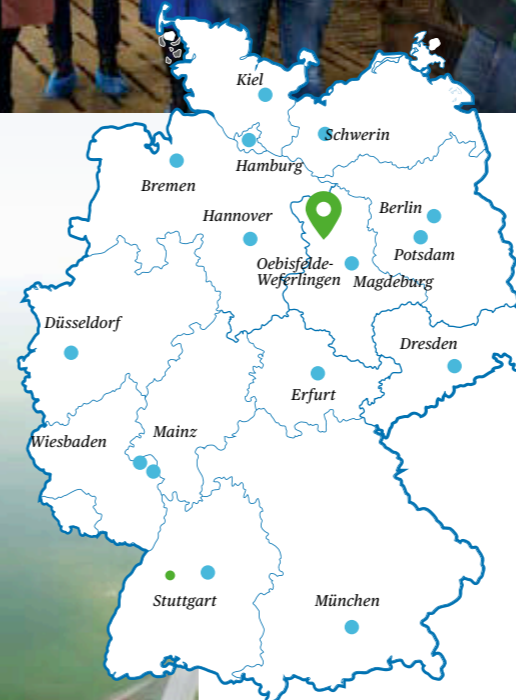 Kiel
Schwerin
Hamburg
Bremen
Hannover
Berlin
Potsdam
Oebisfelde-
Weferlingen
Magdeburg
Düsseldorf
Dresden
Erfurt
Wiesbaden
Mainz
Stuttgart
München